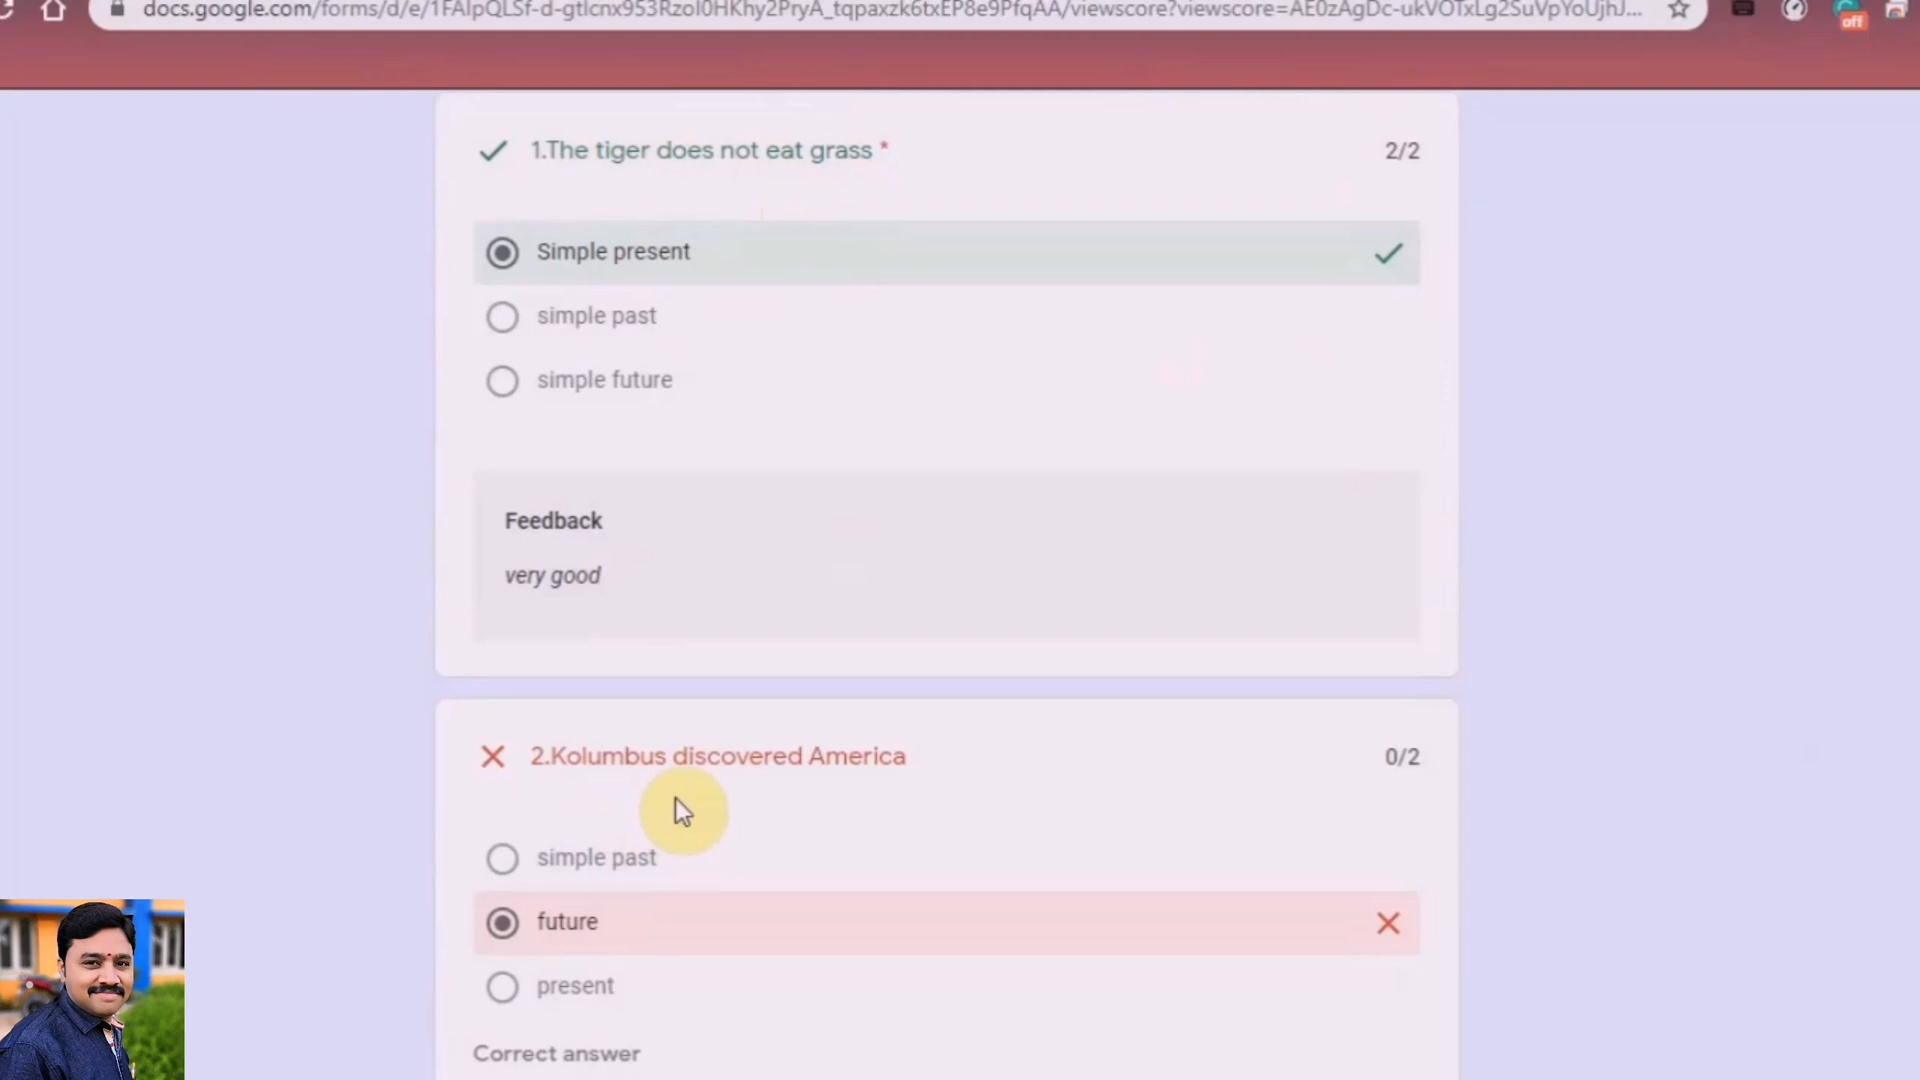 docs.google.com/forms/d/e/1FAIpQLSf-d-gtlcnx953Rzol0HKhy2PryA_tqpaxzk6txEP8e9PfqAA/viewscore?viewscore=AE0zAgDc-ukVOTxLg2SuVpYoUjhJ...
off
1.The tiger does not eat grass *
2/2
Simple present
simple past
simple future
Feedback
very good
2.Kolumbus discovered America
0/2
simple past
future
present
Correct answer